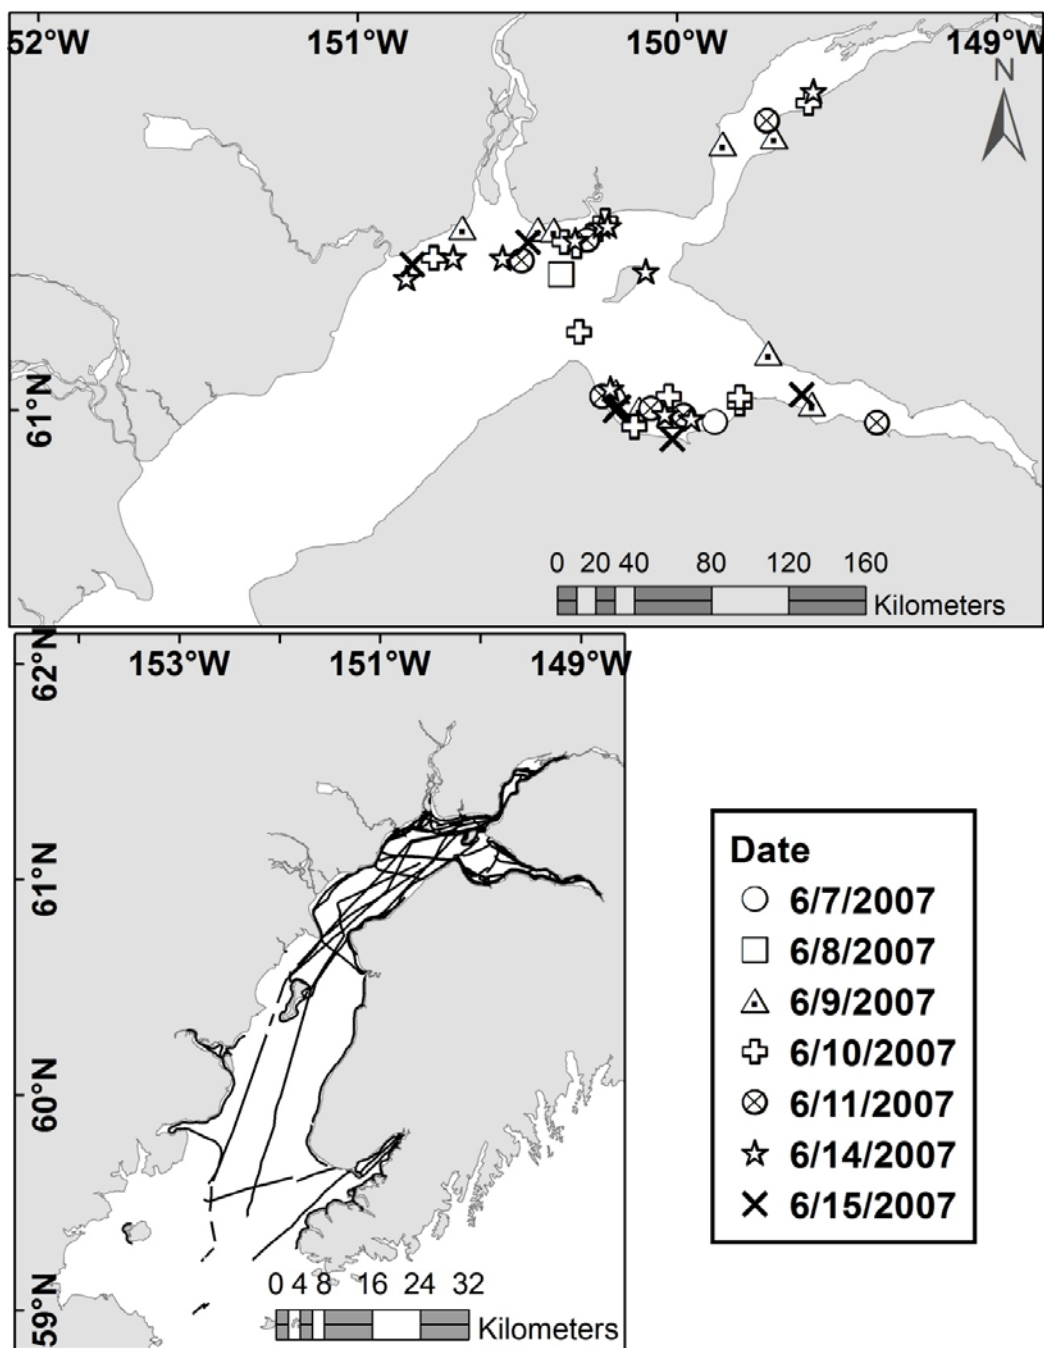 52°W 151°W 150°W 149°W
N
61°N
0 20 40 80 120 160
Kilometers
62°N
153°W 151°W 149°W
61°N
60°N
59°N
0 4 8 16 24 32
Kilometers
Date
6/7/2007
6/8/2007
6/9/2007
6/10/2007
6/11/2007
6/14/2007
6/15/2007